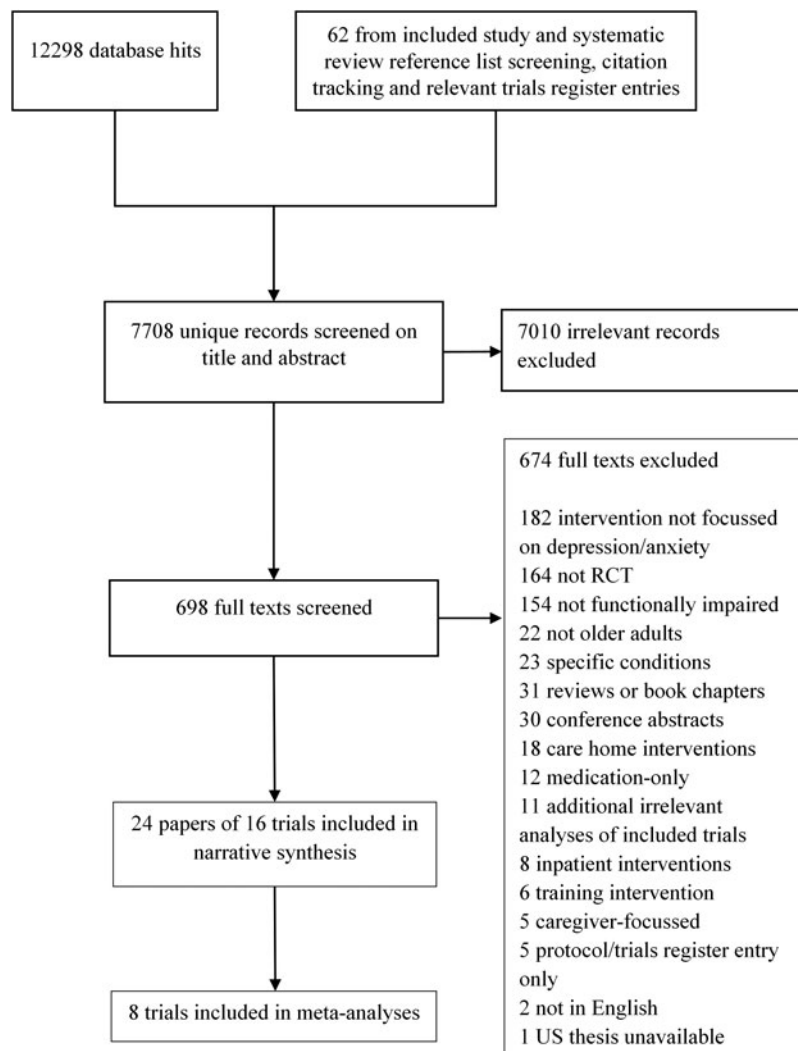 12298 database hits
62 from included study and systematic
review reference list screening, citation
tracking and relevant trials register entries
7708 unique records screened on
title and abstract
7010 irrelevant records
excluded
698 full texts screened
674 full texts excluded
182 intervention not focussed
on depression/anxiety
164 not RCT
154 not functionally impaired
22 not older adults
23 specific conditions
31 reviews or book chapters
30 conference abstracts
18 care home interventions
12 medication-only
11 additional irrelevant
analyses of included trials
8 inpatient interventions
6 training intervention
5 caregiver-focussed
5 protocol/trials register entry
only
2 not in English
1 US thesis unavailable
24 papers of 16 trials included in
narrative synthesis
8 trials included in meta-analyses